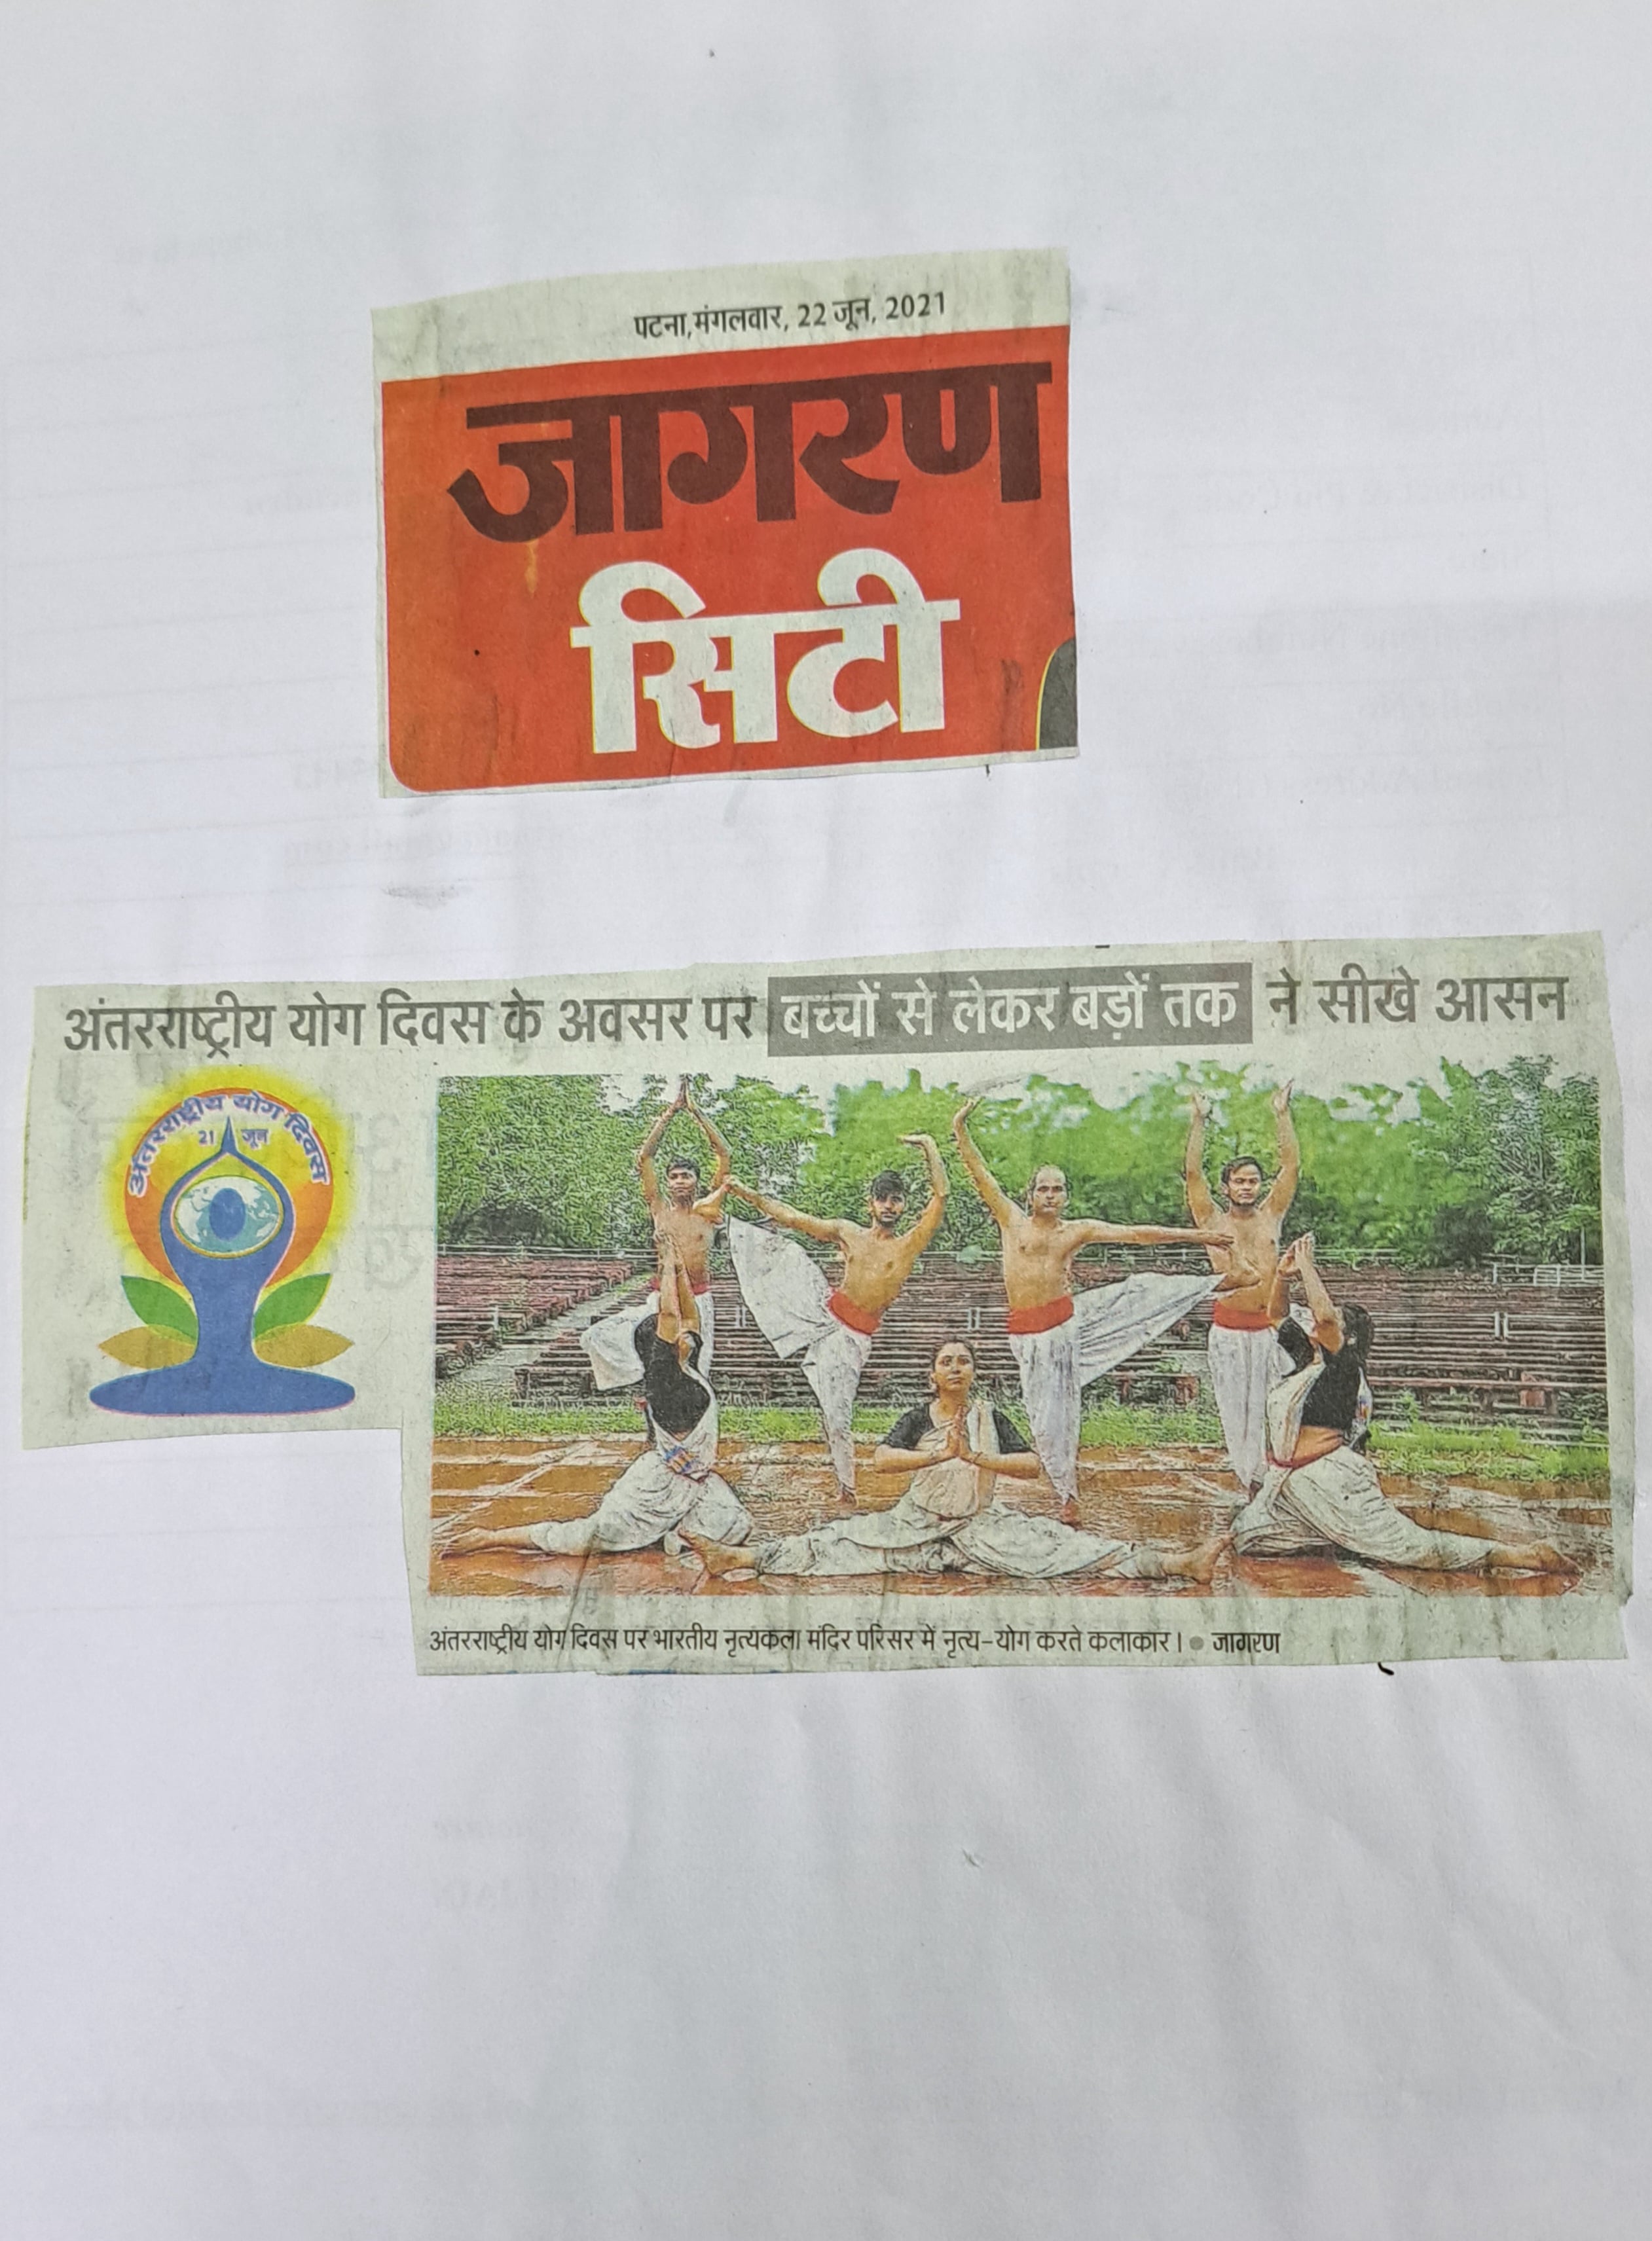 पटना, मंगलवार, 22 जून, 2021
जागरण
सिटी
अंतरराष्ट्रीय योग दिवस के अवसर पर बच्चों से लेकर बड़ों तक ने सीखे आसन
अंतरराष्ट्रीय योग दिवस
21 जून
अंतरराष्ट्रीय योग दिवस पर भारतीय नृत्यकला मंदिर परिसर में नृत्य-योग करते कलाकार। ● जागरण